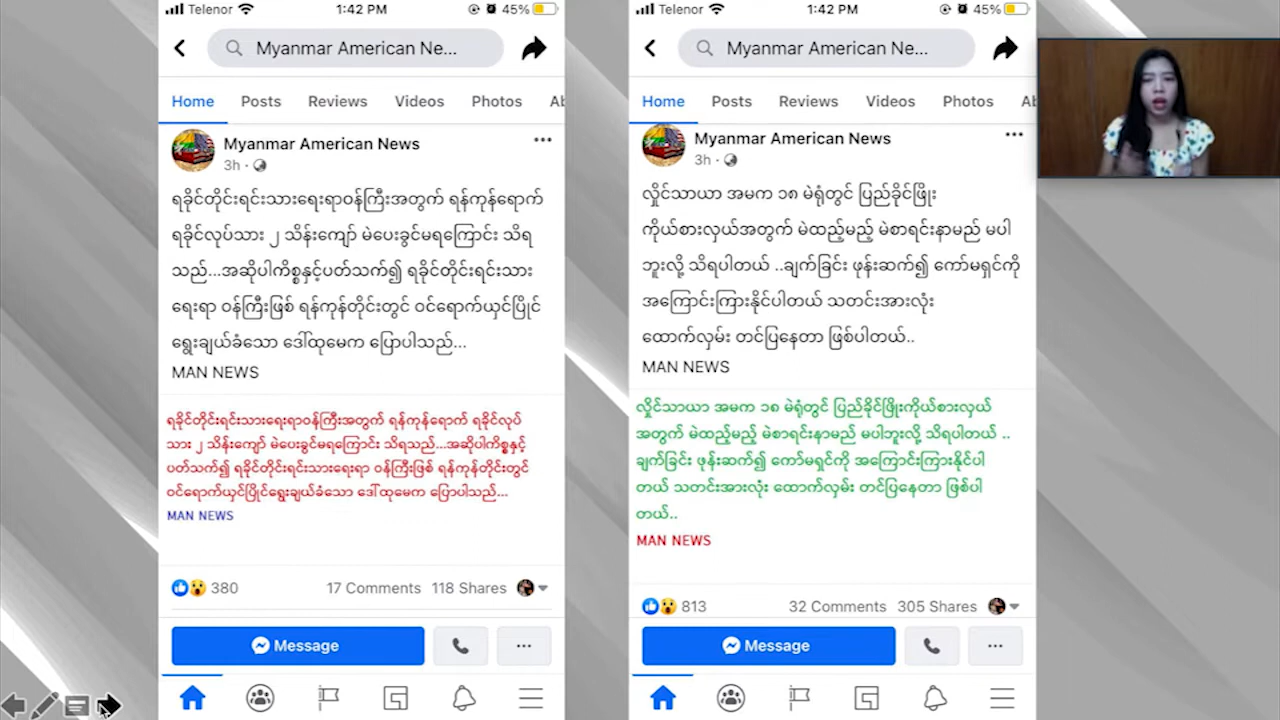 Telenor 1:42 PM 45%
Myanmar American Ne...
Home Posts Reviews Videos Photos Ab
Myanmar American News
3h ·
ရခိုင်တိုင်းရင်းသားရေးရာဝန်ကြီးအတွက် ရန်ကုန်ရောက်
ရခိုင်လုပ်သား ၂ သိန်းကျော် မဲပေးခွင်မရကြောင်း သိရ
သည်...အဆိုပါကိစ္စနှင့်ပတ်သက်၍ ရခိုင်တိုင်းရင်းသား
ရေးရာ ဝန်ကြီးဖြစ် ရန်ကုန်တိုင်းတွင် ဝင်ရောက်ယှင်ပြိုင်
ရွေးချယ်ခံသော ဒေါ်ထုမေက ပြောပါသည်...
MAN NEWS
ရခိုင်တိုင်းရင်းသားရေးရာဝန်ကြီးအတွက် ရန်ကုန်ရောက် ရခိုင်လုပ်
သား ၂ သိန်းကျော် မဲပေးခွင်မရကြောင်း သိရသည်...အဆိုပါကိစ္စနှင့်
ပတ်သက်၍ ရခိုင်တိုင်းရင်းသားရေးရာ ဝန်ကြီးဖြစ် ရန်ကုန်တိုင်းတွင်
ဝင်ရောက်ယှင်ပြိုင်ရွေးချယ်ခံသော ဒေါ်ထုမေက ပြောပါသည်...
MAN NEWS
380 17 Comments 118 Shares
Message
Telenor 1:42 PM 45%
Myanmar American Ne...
Home Posts Reviews Videos Photos Ab
Myanmar American News
3h ·
လှိုင်သာယာ အမက ၁၈ မဲရုံတွင် ပြည်ခိုင်ဖြိုး
ကိုယ်စားလှယ်အတွက် မဲထည့်မည့် မဲစာရင်းနာမည် မပါ
ဘူးလို့ သိရပါတယ် ..ချက်ခြင်း ဖုန်းဆက်၍ ကော်မရှင်ကို
အကြောင်းကြားနိုင်ပါတယ် သတင်းအားလုံး
ထောက်လှမ်း တင်ပြနေတာ ဖြစ်ပါတယ်..
MAN NEWS
လှိုင်သာယာ အမက ၁၈ မဲရုံတွင် ပြည်ခိုင်ဖြိုးကိုယ်စားလှယ်
အတွက် မဲထည့်မည့် မဲစာရင်းနာမည် မပါဘူးလို့ သိရပါတယ် ..
ချက်ခြင်း ဖုန်းဆက်၍ ကော်မရှင်ကို အကြောင်းကြားနိုင်ပါ
တယ် သတင်းအားလုံး ထောက်လှမ်း တင်ပြနေတာ ဖြစ်ပါ
တယ်..
MAN NEWS
813 32 Comments 305 Shares
Message